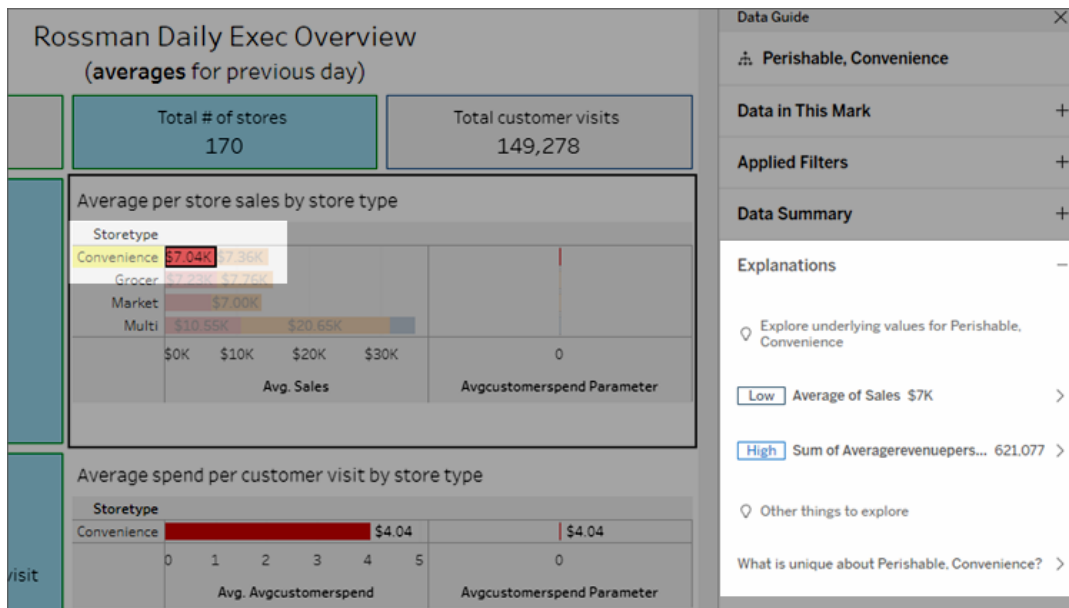 Rossman Daily Exec Overview
(averages for previous day)
Total # of stores
170
Total customer visits
149,278
Average per store sales by store type
Storetype
Convenience $7.04K $7.36K
Grocer $7.23K $7.76K
Market $7.00K
Multi $10.55K $20.65K
$0K $10K $20K $30K 0
Avg. Sales Avgcustomerspend Parameter
Average spend per customer visit by store type
Storetype
Convenience $4.04 $4.04
0 1 2 3 4 5 0
Avg. Avgcustomerspend Avgcustomerspend Parameter
visit
Data Guide
Perishable, Convenience
Data in This Mark
Applied Filters
Data Summary
Explanations
Explore underlying values for Perishable,
Convenience
Low Average of Sales $7K
High Sum of Averagerevenuepers... 621,077
Other things to explore
What is unique about Perishable, Convenience?